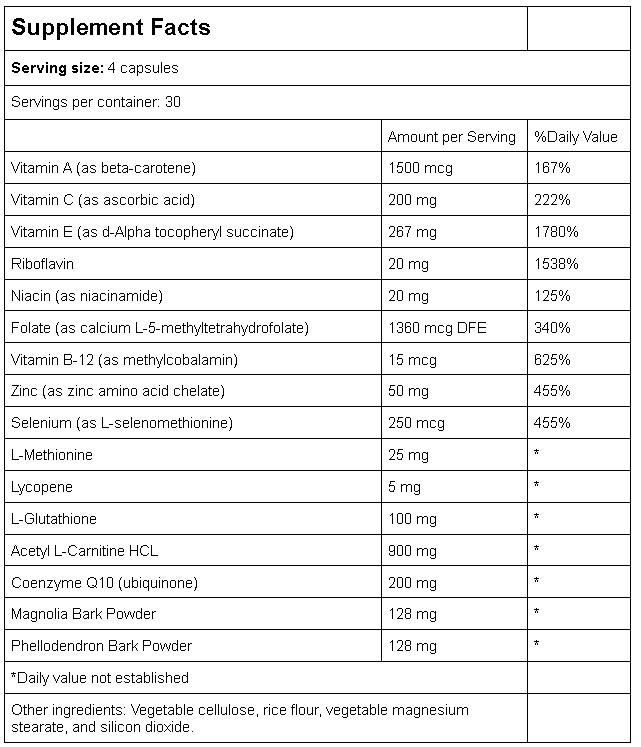 Supplement Facts
Serving size: 4 capsules
Servings per container: 30
Amount per Serving %Daily Value
Vitamin A (as beta-carotene) 1500 mcg 167%
Vitamin C (as ascorbic acid) 200 mg 222%
Vitamin E (as d-Alpha tocopheryl succinate) 267 mg 1780%
Riboflavin 20 mg 1538%
Niacin (as niacinamide) 20 mg 125%
Folate (as calcium L-5-methyltetrahydrofolate) 1360 mcg DFE 340%
Vitamin B-12 (as methylcobalamin) 15 mcg 625%
Zinc (as zinc amino acid chelate) 50 mg 455%
Selenium (as L-selenomethionine) 250 mcg 455%
L-Methionine 25 mg *
Lycopene 5 mg *
L-Glutathione 100 mg *
Acetyl L-Carnitine HCL 900 mg *
Coenzyme Q10 (ubiquinone) 200 mg *
Magnolia Bark Powder 128 mg *
Phellodendron Bark Powder 128 mg *
*Daily value not established
Other ingredients: Vegetable cellulose, rice flour, vegetable magnesium
stearate, and silicon dioxide.